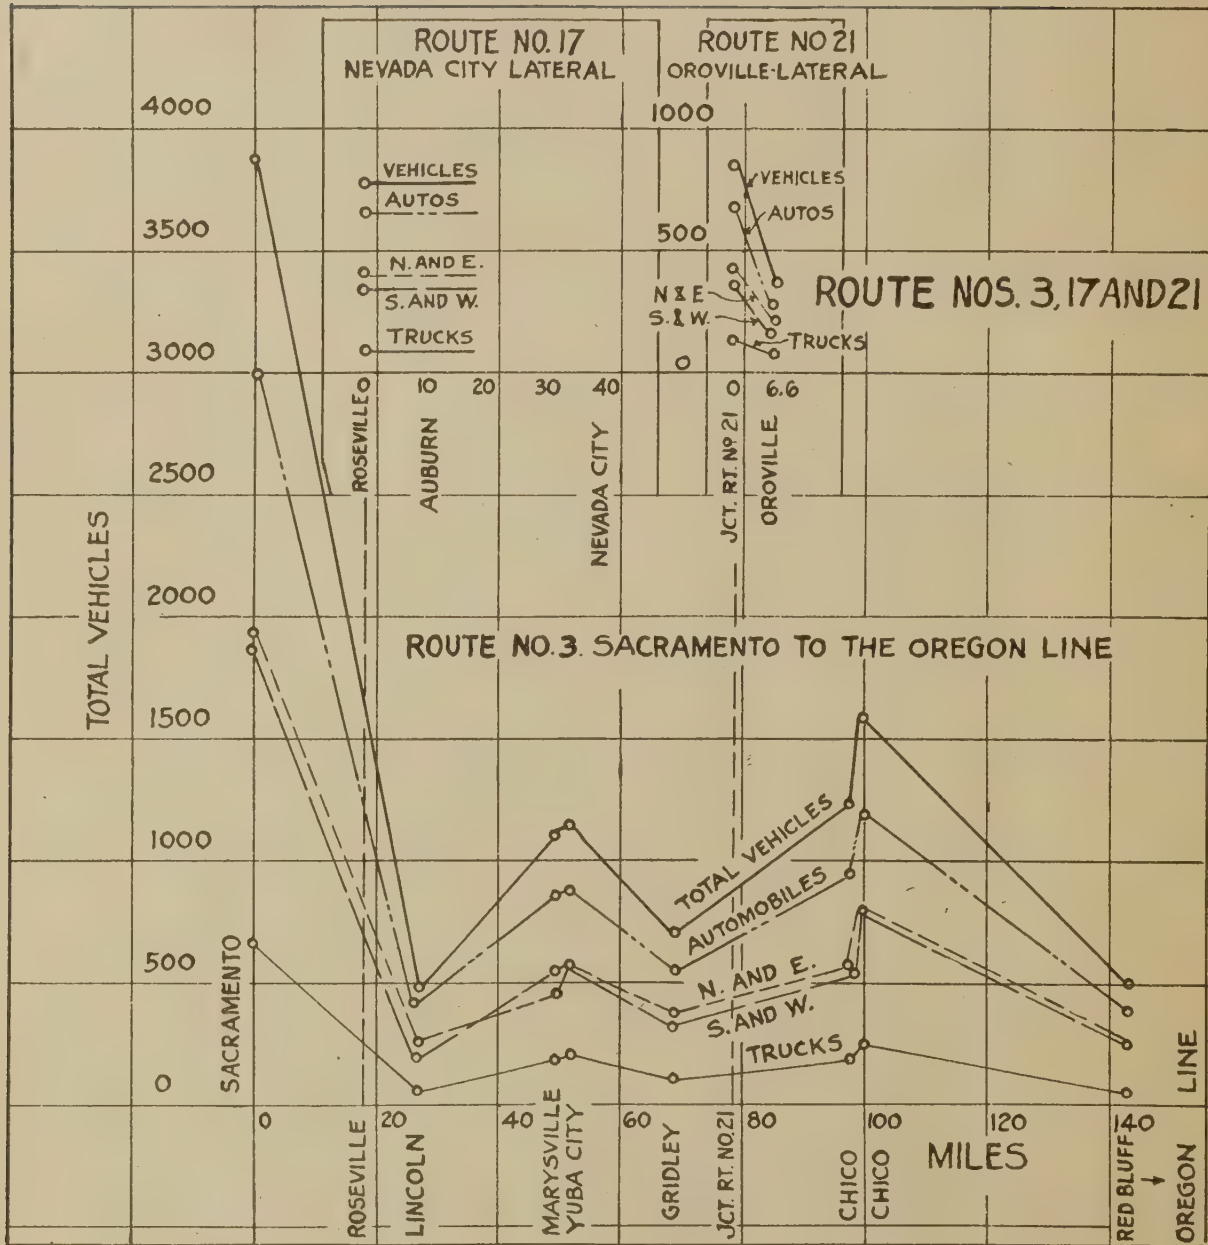 ROUTE NO. 17
NEVADA CITY LATERAL
ROUTE NO 21
OROVILLE-LATERAL
4000
3500
3000
2500
2000
1500
1000
500
0
TOTAL VEHICLES
VEHICLES
AUTOS
N. AND E.
S. AND W.
TRUCKS
0
10
20
30
40
ROSEVILLE
AUBURN
NEVADA CITY
1000
500
0
VEHICLES
AUTOS
N & E
S. & W.
TRUCKS
0
6.6
JCT. RT. Nº 21
OROVILLE
ROUTE NOS. 3, 17 AND 21
ROUTE NO. 3. SACRAMENTO TO THE OREGON LINE
TOTAL VEHICLES
AUTOMOBILES
N. AND E.
S. AND W.
TRUCKS
SACRAMENTO
0
20
40
60
80
100
120
140
MILES
ROSEVILLE
LINCOLN
MARYSVILLE
YUBA CITY
GRIDLEY
JCT. RT. NO. 21
CHICO
CHICO
RED BLUFF
→
OREGON LINE